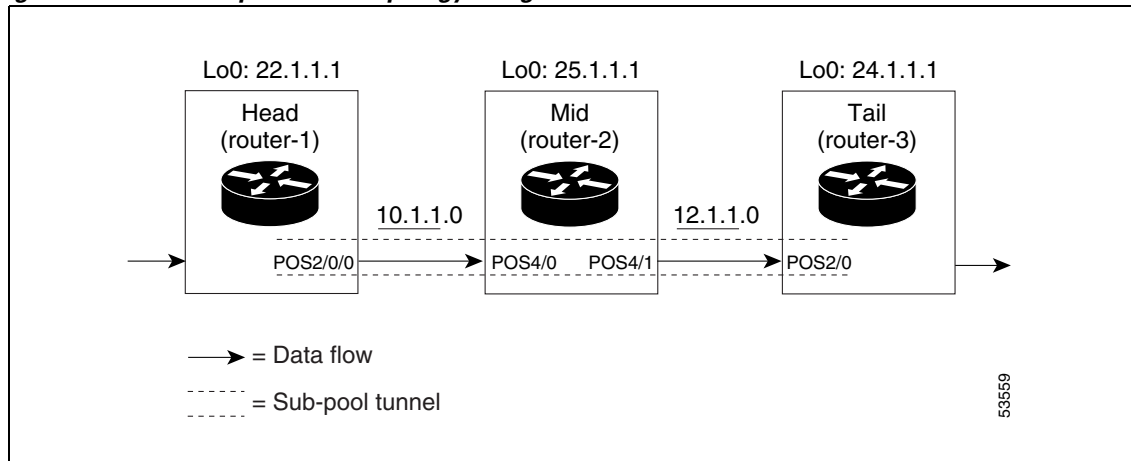 Lo0: 22.1.1.1
Lo0: 25.1.1.1
Lo0: 24.1.1.1
Head
(router-1)
Mid
(router-2)
Tail
(router-3)
10.1.1.0
12.1.1.0
POS2/0/0
POS4/0
POS4/1
POS2/0
= Data flow
= Sub-pool tunnel
53559